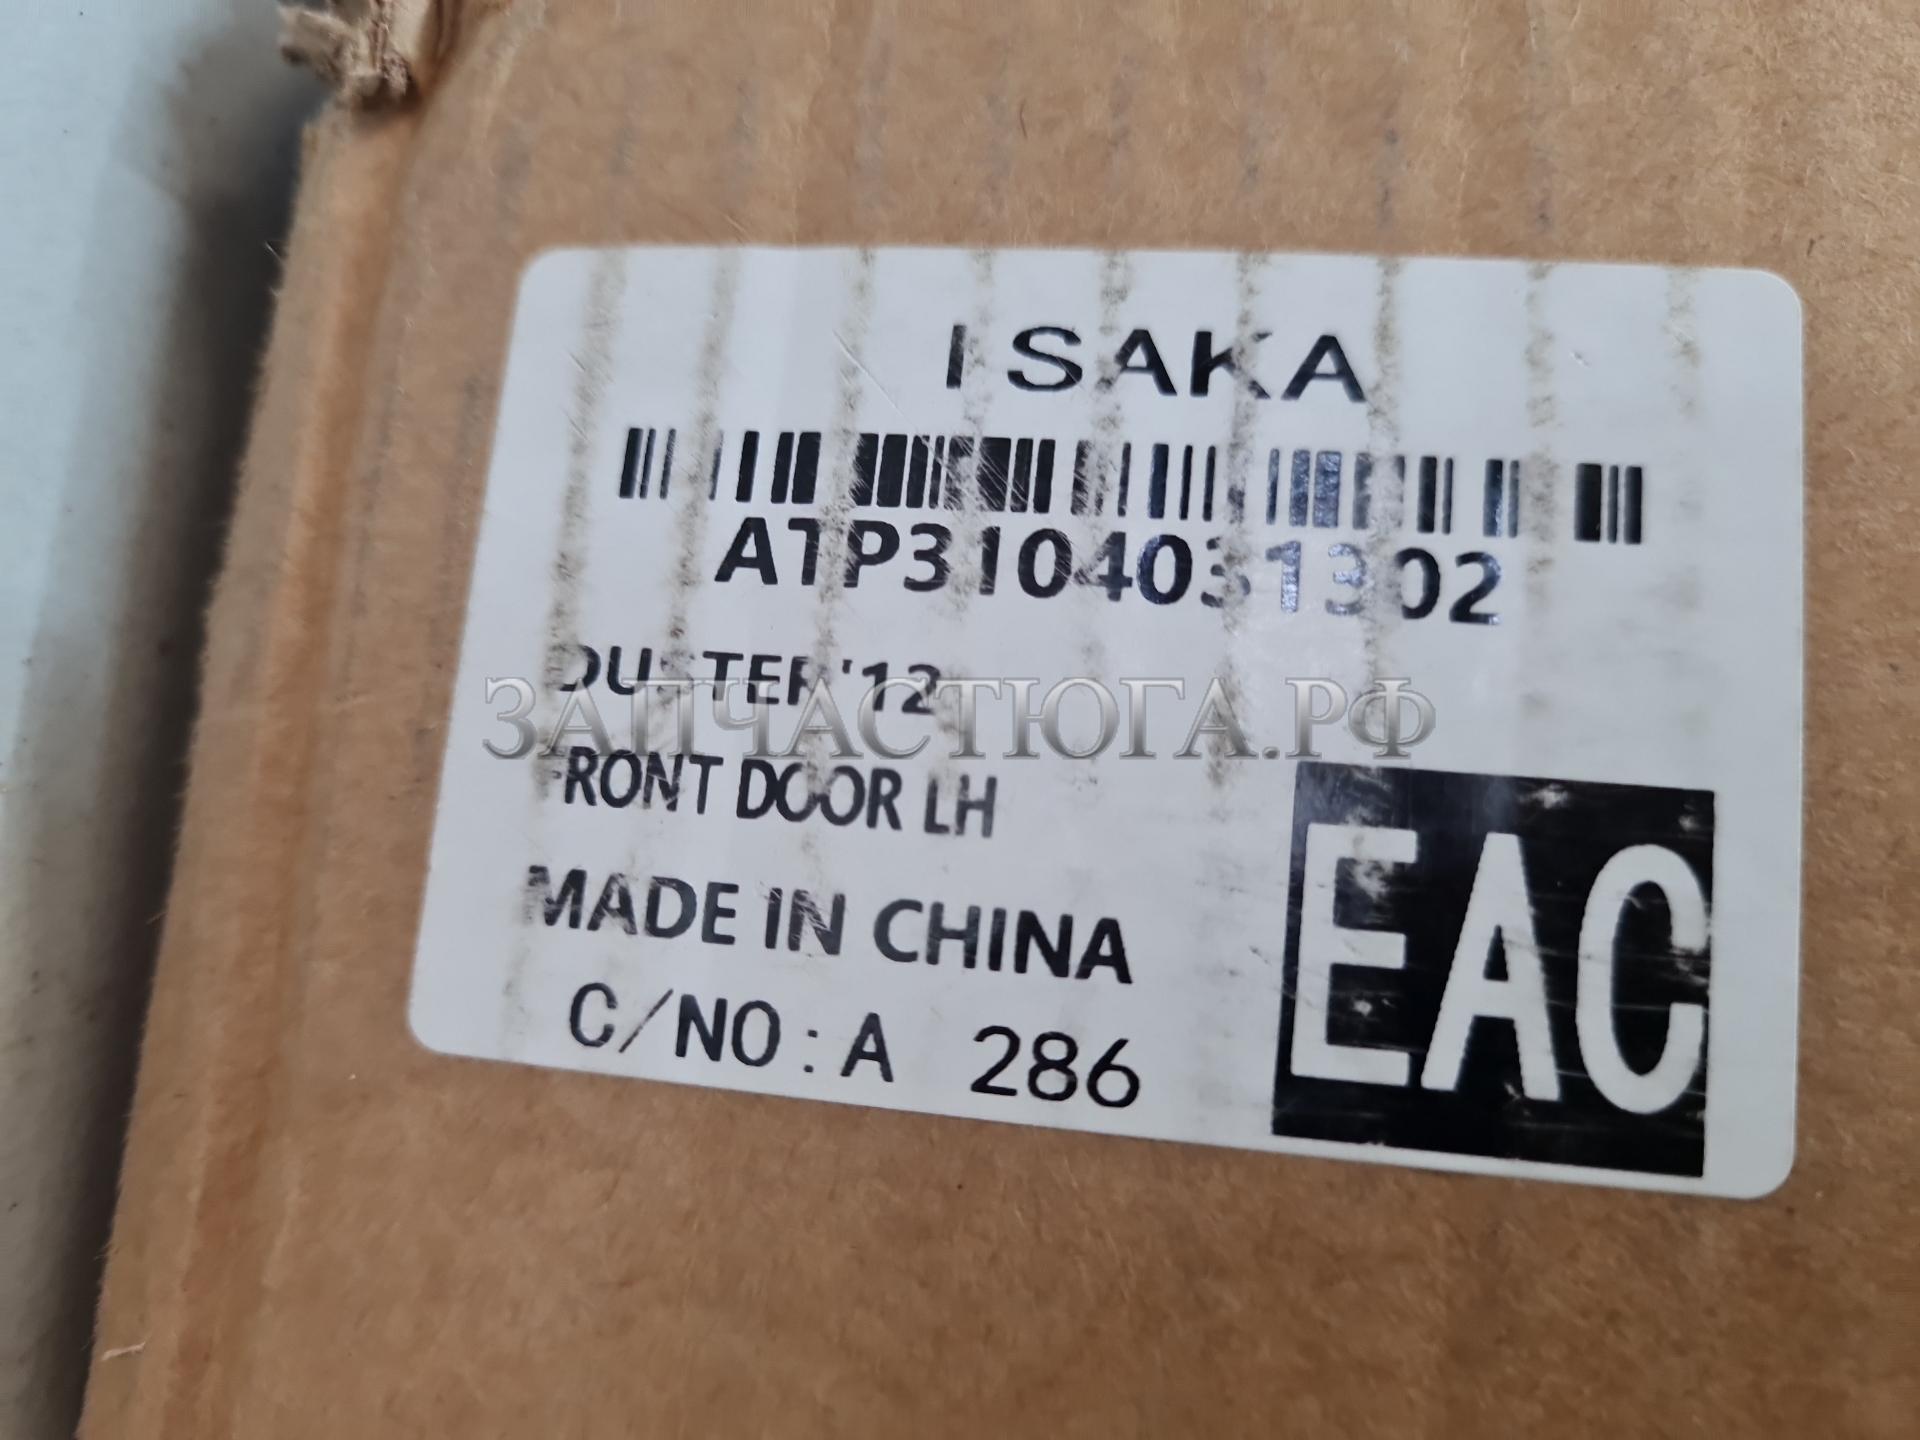 ISAKA
ATP3104031302
DUSTER'12
ЗАПЧАСТЮГА.РФ
FRONT DOOR LH
MADE IN CHINA
C/NO: A 286
EAC